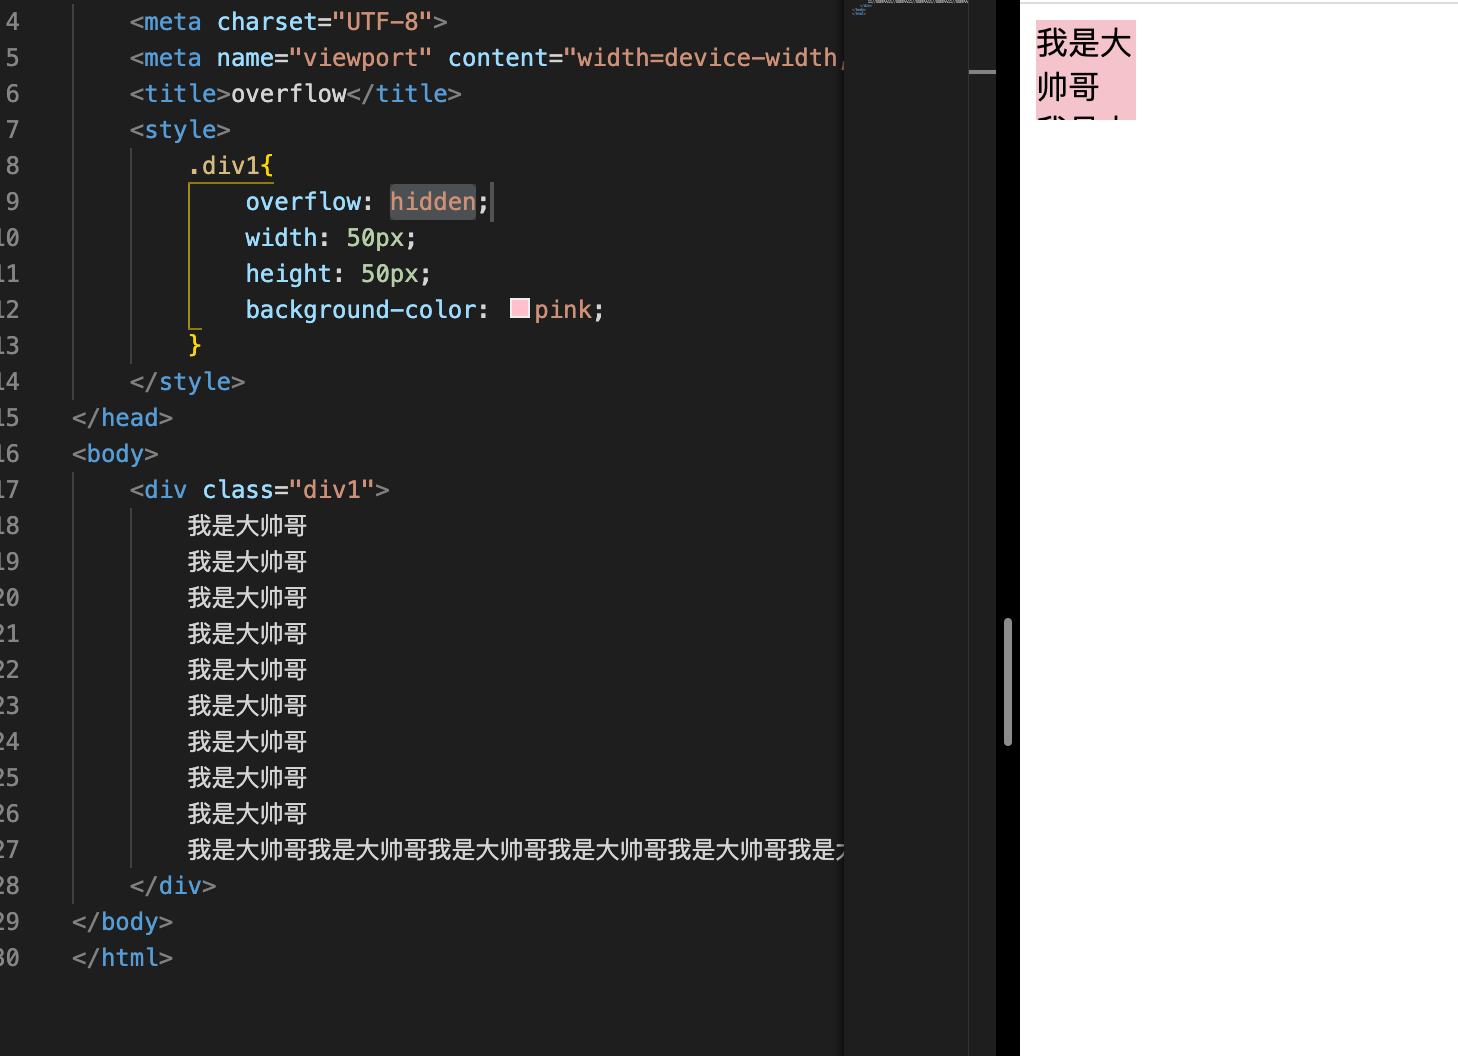 4 <meta charset="UTF-8">
5 <meta name="viewport" content="width=device-width,
6 <title>overflow</title>
7 <style>
8 .div1{
9 overflow: hidden;
10 width: 50px;
11 height: 50px;
12 background-color: pink;
13 }
14 </style>
15 </head>
16 <body>
17 <div class="div1">
18 我是大帅哥
19 我是大帅哥
20 我是大帅哥
21 我是大帅哥
22 我是大帅哥
23 我是大帅哥
24 我是大帅哥
25 我是大帅哥
26 我是大帅哥
27 我是大帅哥我是大帅哥我是大帅哥我是大帅哥我是大帅哥我是
28 </div>
29 </body>
30 </html>
我是大
帅哥